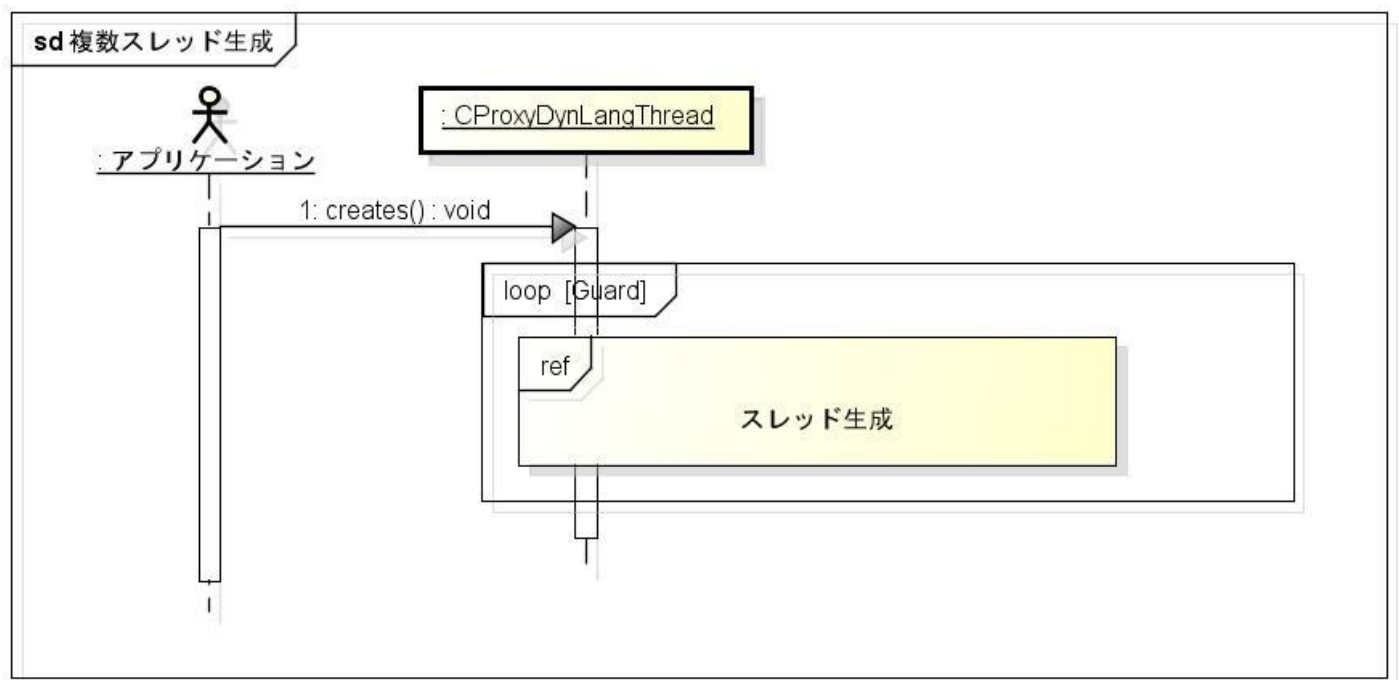 sd 複数スレッド生成
: アプリケーション
: CProxyDynLangThread
1: creates() : void
loop [Guard]
ref
スレッド生成